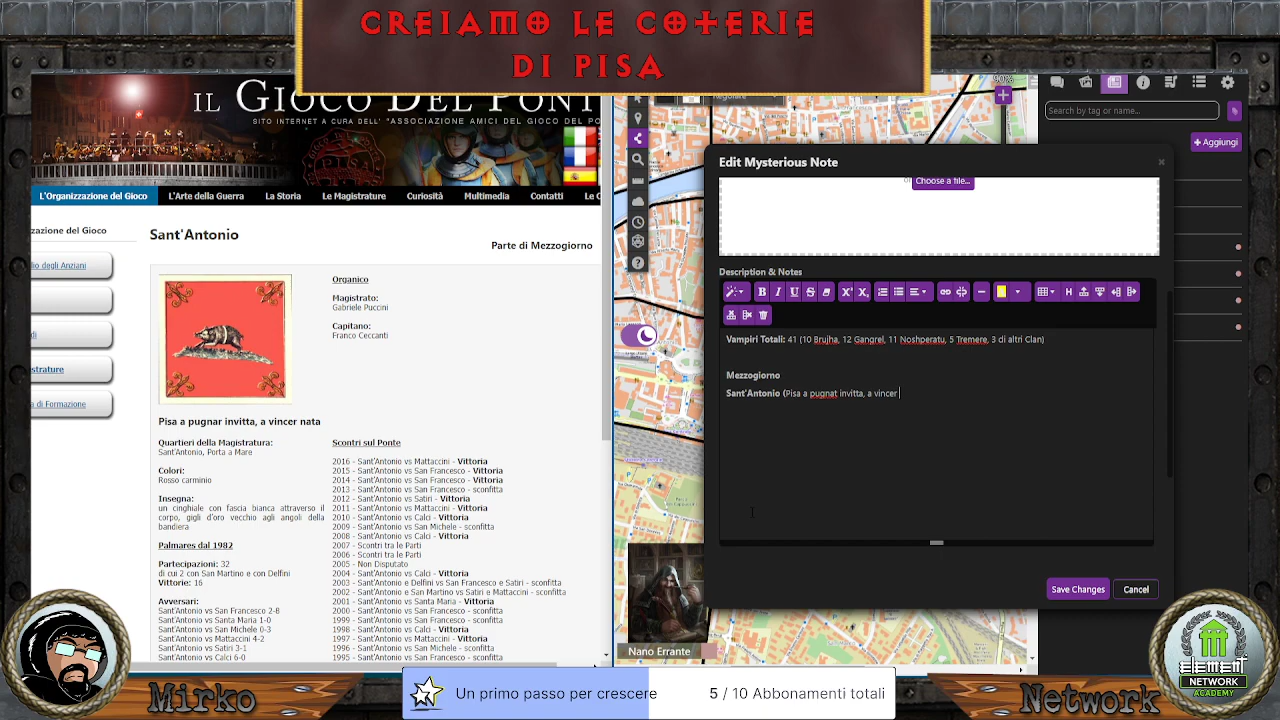 CREIAMO LE COTERIE
DI PISA
IL GIOCO DEL PONT
SITO INTERNET A CURA DELL' "ASSOCIAZIONE AMICI DEL GIOCO DEL PO
L'Organizzazione del Gioco L'Arte della Guerra La Storia Le Magistrature Curiosità Multimedia Contatti Le C
zazione del Gioco
lio degli Anziani
di
strature
a di Formazione
Sant'Antonio
Parte di Mezzogiorno
Organico
Magistrato:
Gabriele Puccini
Capitano:
Franco Ceccanti
Pisa a pugnar invitta, a vincer nata
Quartieri della Magistratura:
Sant'Antonio, Porta a Mare
Colori:
Rosso carminio
Insegna:
un cinghiale con fascia bianca attraverso il
corpo, gigli d'oro vecchio agli angoli della
bandiera
Palmares dal 1982
Partecipazioni: 32
di cui 2 con San Martino e con Delfini
Vittorie: 16
Avversari:
Sant'Antonio vs San Francesco 2-8
Sant'Antonio vs Santa Maria 1-0
Sant'Antonio vs San Michele 0-3
Sant'Antonio vs Mattaccini 4-2
Sant'Antonio vs Satiri 3-1
Sant'Antonio vs Calci 6-0
Scontri sul Ponte
2016 - Sant'Antonio vs Mattaccini - Vittoria
2015 - Sant'Antonio vs San Francesco - Vittoria
2014 - Sant'Antonio vs San Francesco - Vittoria
2013 - Sant'Antonio vs San Francesco - sconfitta
2012 - Sant'Antonio vs Satiri - Vittoria
2011 - Sant'Antonio vs Mattaccini - Vittoria
2010 - Sant'Antonio vs Calci - Vittoria
2009 - Sant'Antonio vs San Michele - sconfitta
2008 - Sant'Antonio vs Calci - Vittoria
2007 - Scontri tra le Parti
2006 - Scontri tra le Parti
2005 - Non Disputato
2004 - Sant'Antonio vs Calci - Vittoria
2003 - Sant'Antonio e Delfini vs San Francesco e Satiri - sconfitta
2002 - Sant'Antonio e San Martino vs Satiri e Mattaccini - sconfitta
2001 - Sant'Antonio vs Santa Maria - Vittoria
2000 - Sant'Antonio vs San Francesco - sconfitta
1999 - Sant'Antonio vs San Francesco - sconfitta
1998 - Sant'Antonio vs Calci - Vittoria
1997 - Sant'Antonio vs Mattaccini - Vittoria
1996 - Sant'Antonio vs San Michele - sconfitta
1995 - Sant'Antonio vs San Francesco - sconfitta
90%
Search by tag or name...
+ Aggiungi
Edit Mysterious Note
or Choose a file...
Description & Notes
Vampiri Totali: 41 (10 Brujha, 12 Gangrel, 11 Noshperatu, 5 Tremere, 3 di altri Clan)
Mezzogiorno
Sant'Antonio (Pisa a pugnat invitta, a vincer
Save Changes Cancel
Nano Errante
Mirko
Un primo passo per crescere 5 / 10 Abbonamenti totali
Network
ELEMENT
NETWORK
ACADEMY